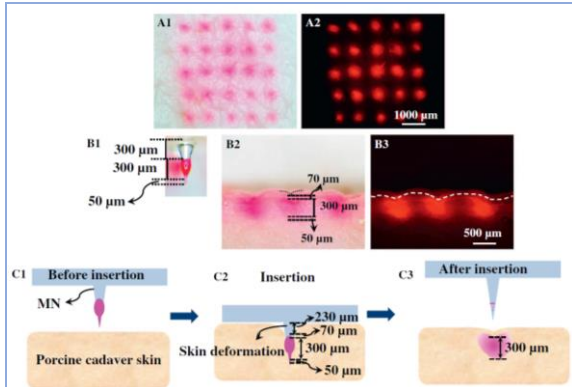 A1
A2
1000 μm
B1
300 μm
300 μm
50 μm
B2
70 μm
300 μm
50 μm
B3
500 μm
C1
Before insertion
MN
Porcine cadaver skin
C2
Insertion
230 μm
70 μm
Skin deformation
300 μm
50 μm
C3
After insertion
300 μm